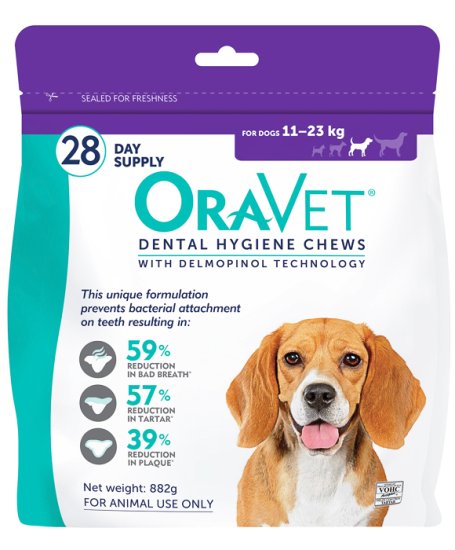 SEALED FOR FRESHNESS
FOR DOGS 11–23 kg
28 DAY
SUPPLY
ORAVET®
DENTAL HYGIENE CHEWS
WITH DELMOPINOL TECHNOLOGY
This unique formulation
prevents bacterial attachment
on teeth resulting in:
59%
REDUCTION
IN BAD BREATH*
57%
REDUCTION
IN TARTAR*
39%
REDUCTION
IN PLAQUE*
Net weight: 882g
FOR ANIMAL USE ONLY
VOHC
TARTAR